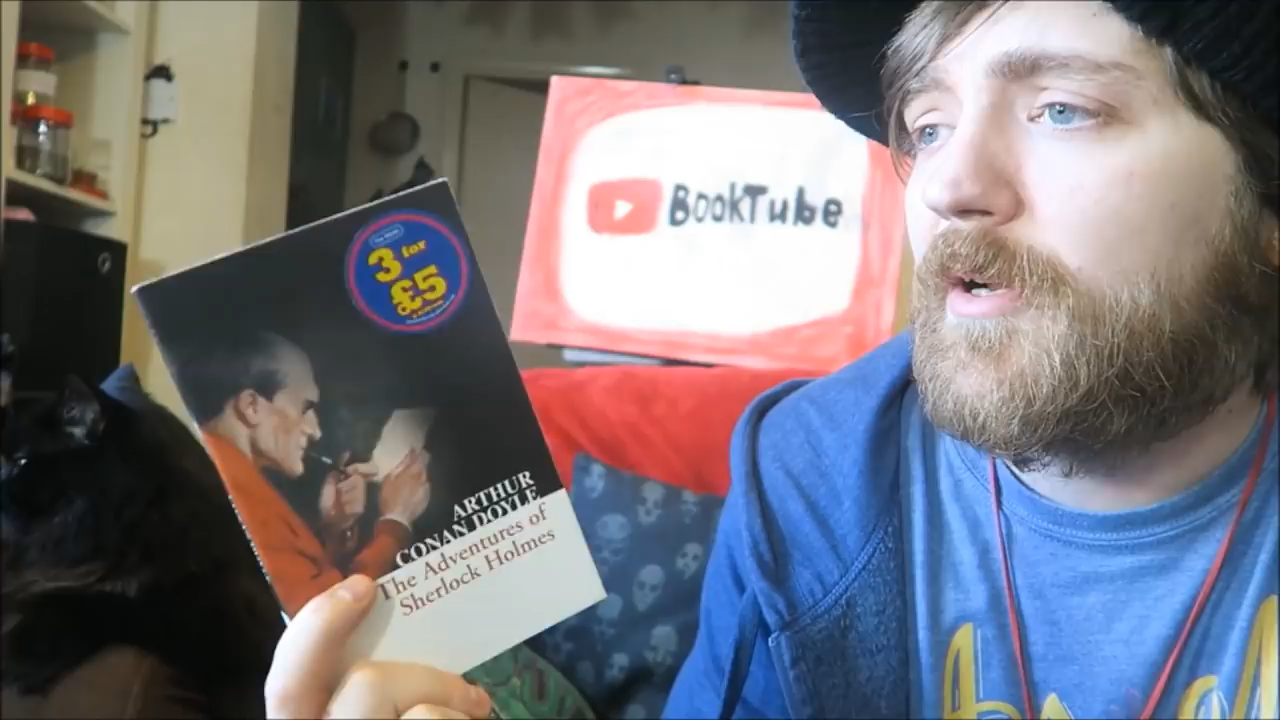 3 for
£5
BookTube
ARTHUR
CONAN DOYLE
The Adventures of
Sherlock Holmes